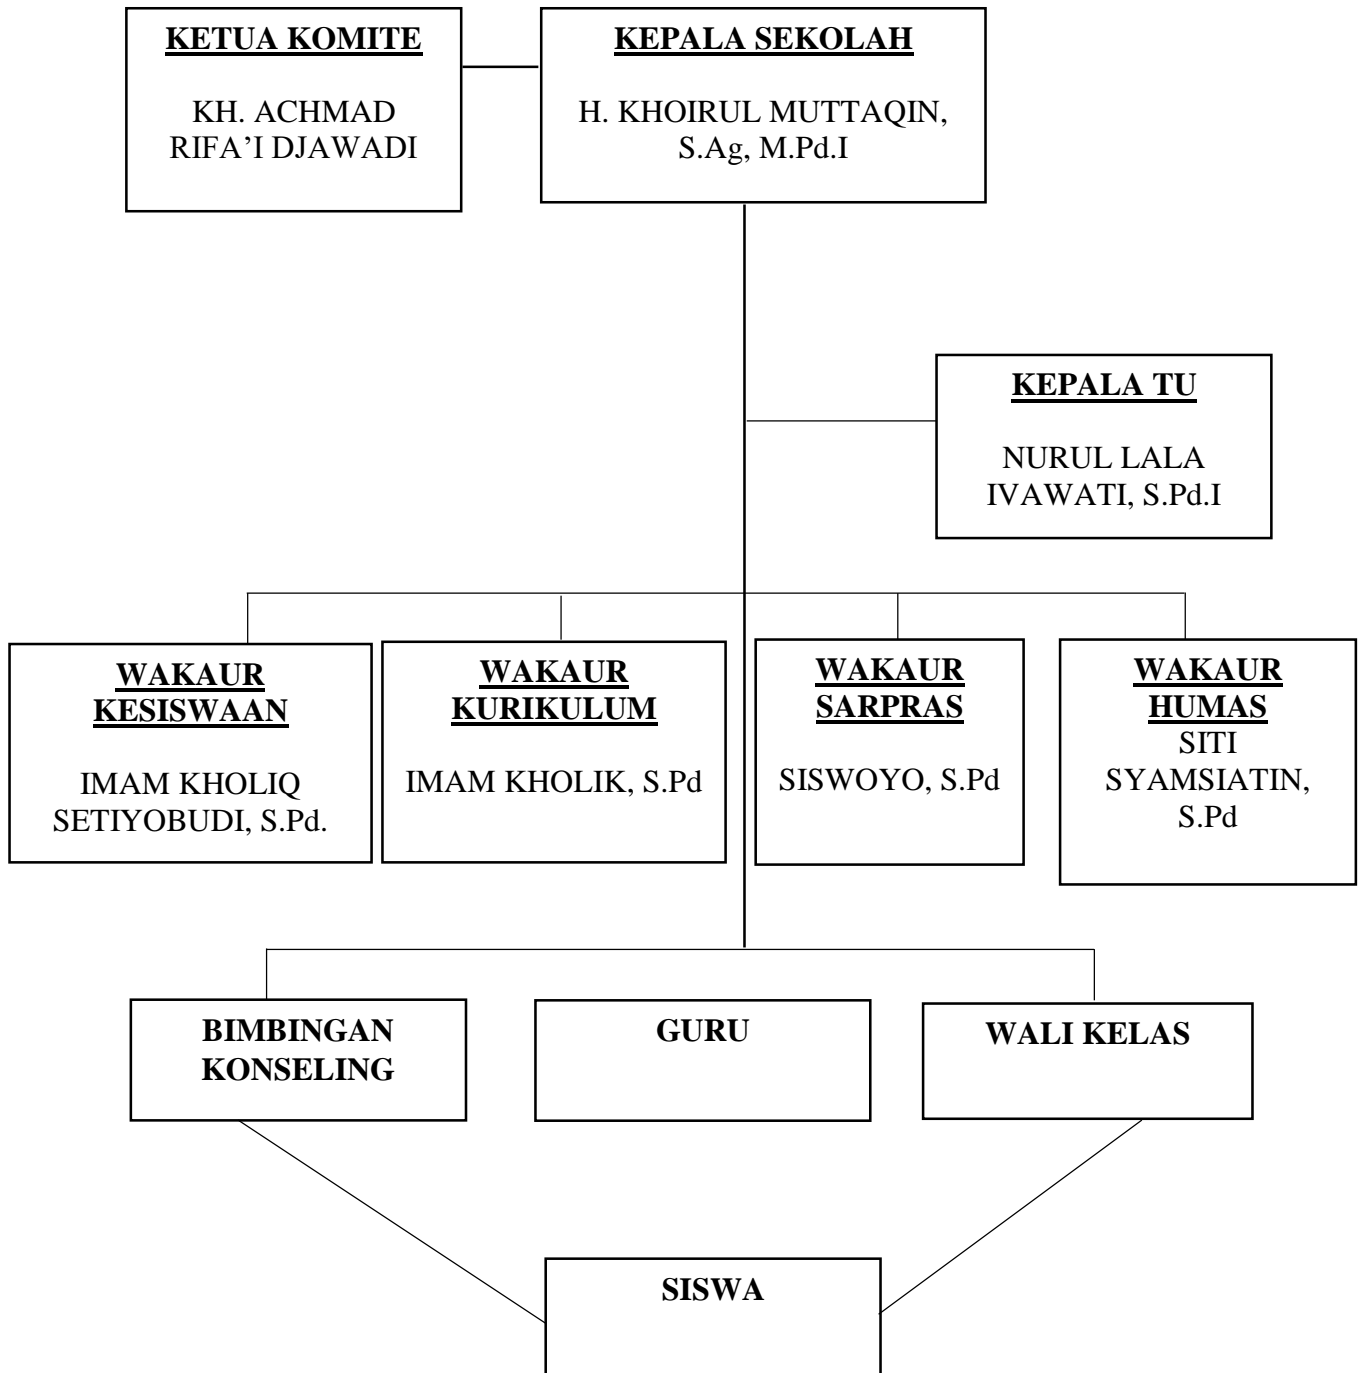 KETUA KOMITE
KH. ACHMAD
RIFA’I DJAWADI
KEPALA SEKOLAH
H. KHOIRUL MUTTAQIN,
S.Ag, M.Pd.I
KEPALA TU
NURUL LALA
IVAWATI, S.Pd.I
WAKAUR
KESISWAAN
IMAM KHOLIQ
SETIYOBUDI, S.Pd.
WAKAUR
KURIKULUM
IMAM KHOLIK, S.Pd
WAKAUR
SARPRAS
SISWOYO, S.Pd
WAKAUR
HUMAS
SITI
SYAMSIATIN,
S.Pd
BIMBINGAN
KONSELING
GURU
WALI KELAS
SISWA